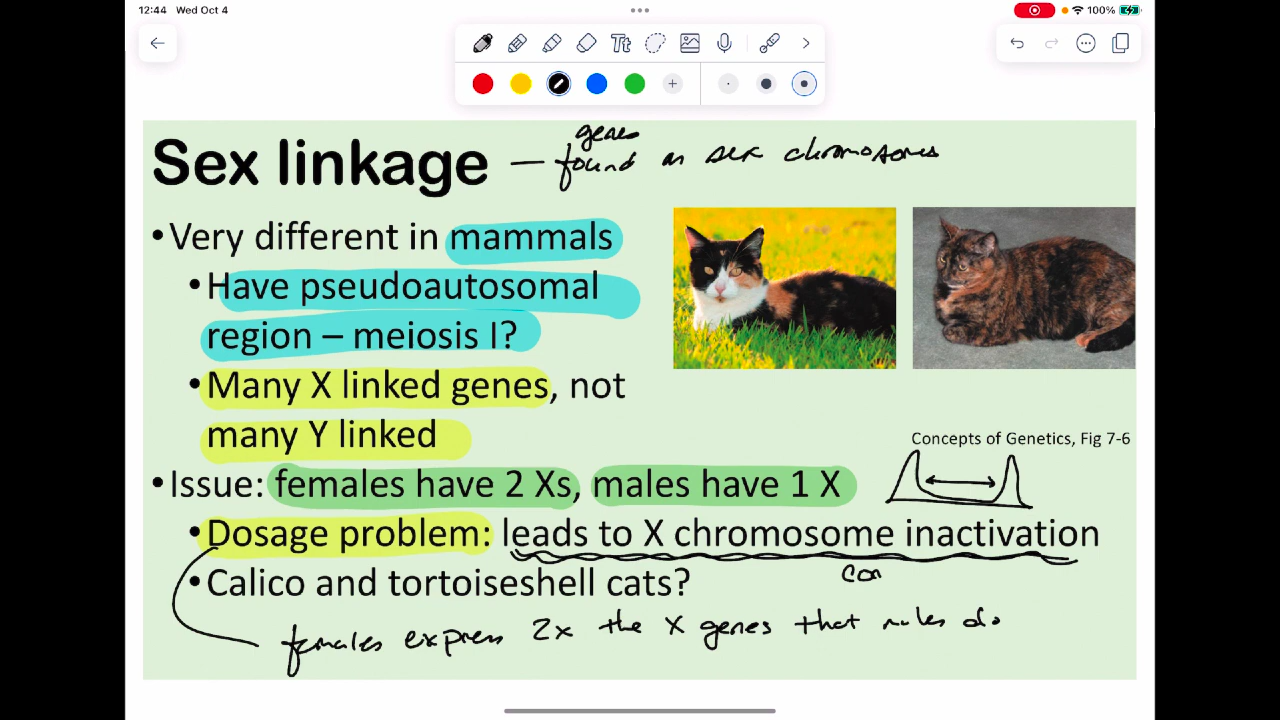 12:44 Wed Oct 4
100%
Tt
genes
Sex linkage — found on sex chromosomes
•Very different in mammals
•Have pseudoautosomal
region – meiosis I?
•Many X linked genes, not
many Y linked
Concepts of Genetics, Fig 7-6
•Issue: females have 2 Xs, males have 1 X
•Dosage problem: leads to X chromosome inactivation
•Calico and tortoiseshell cats?
con
females express 2x the X genes that males do